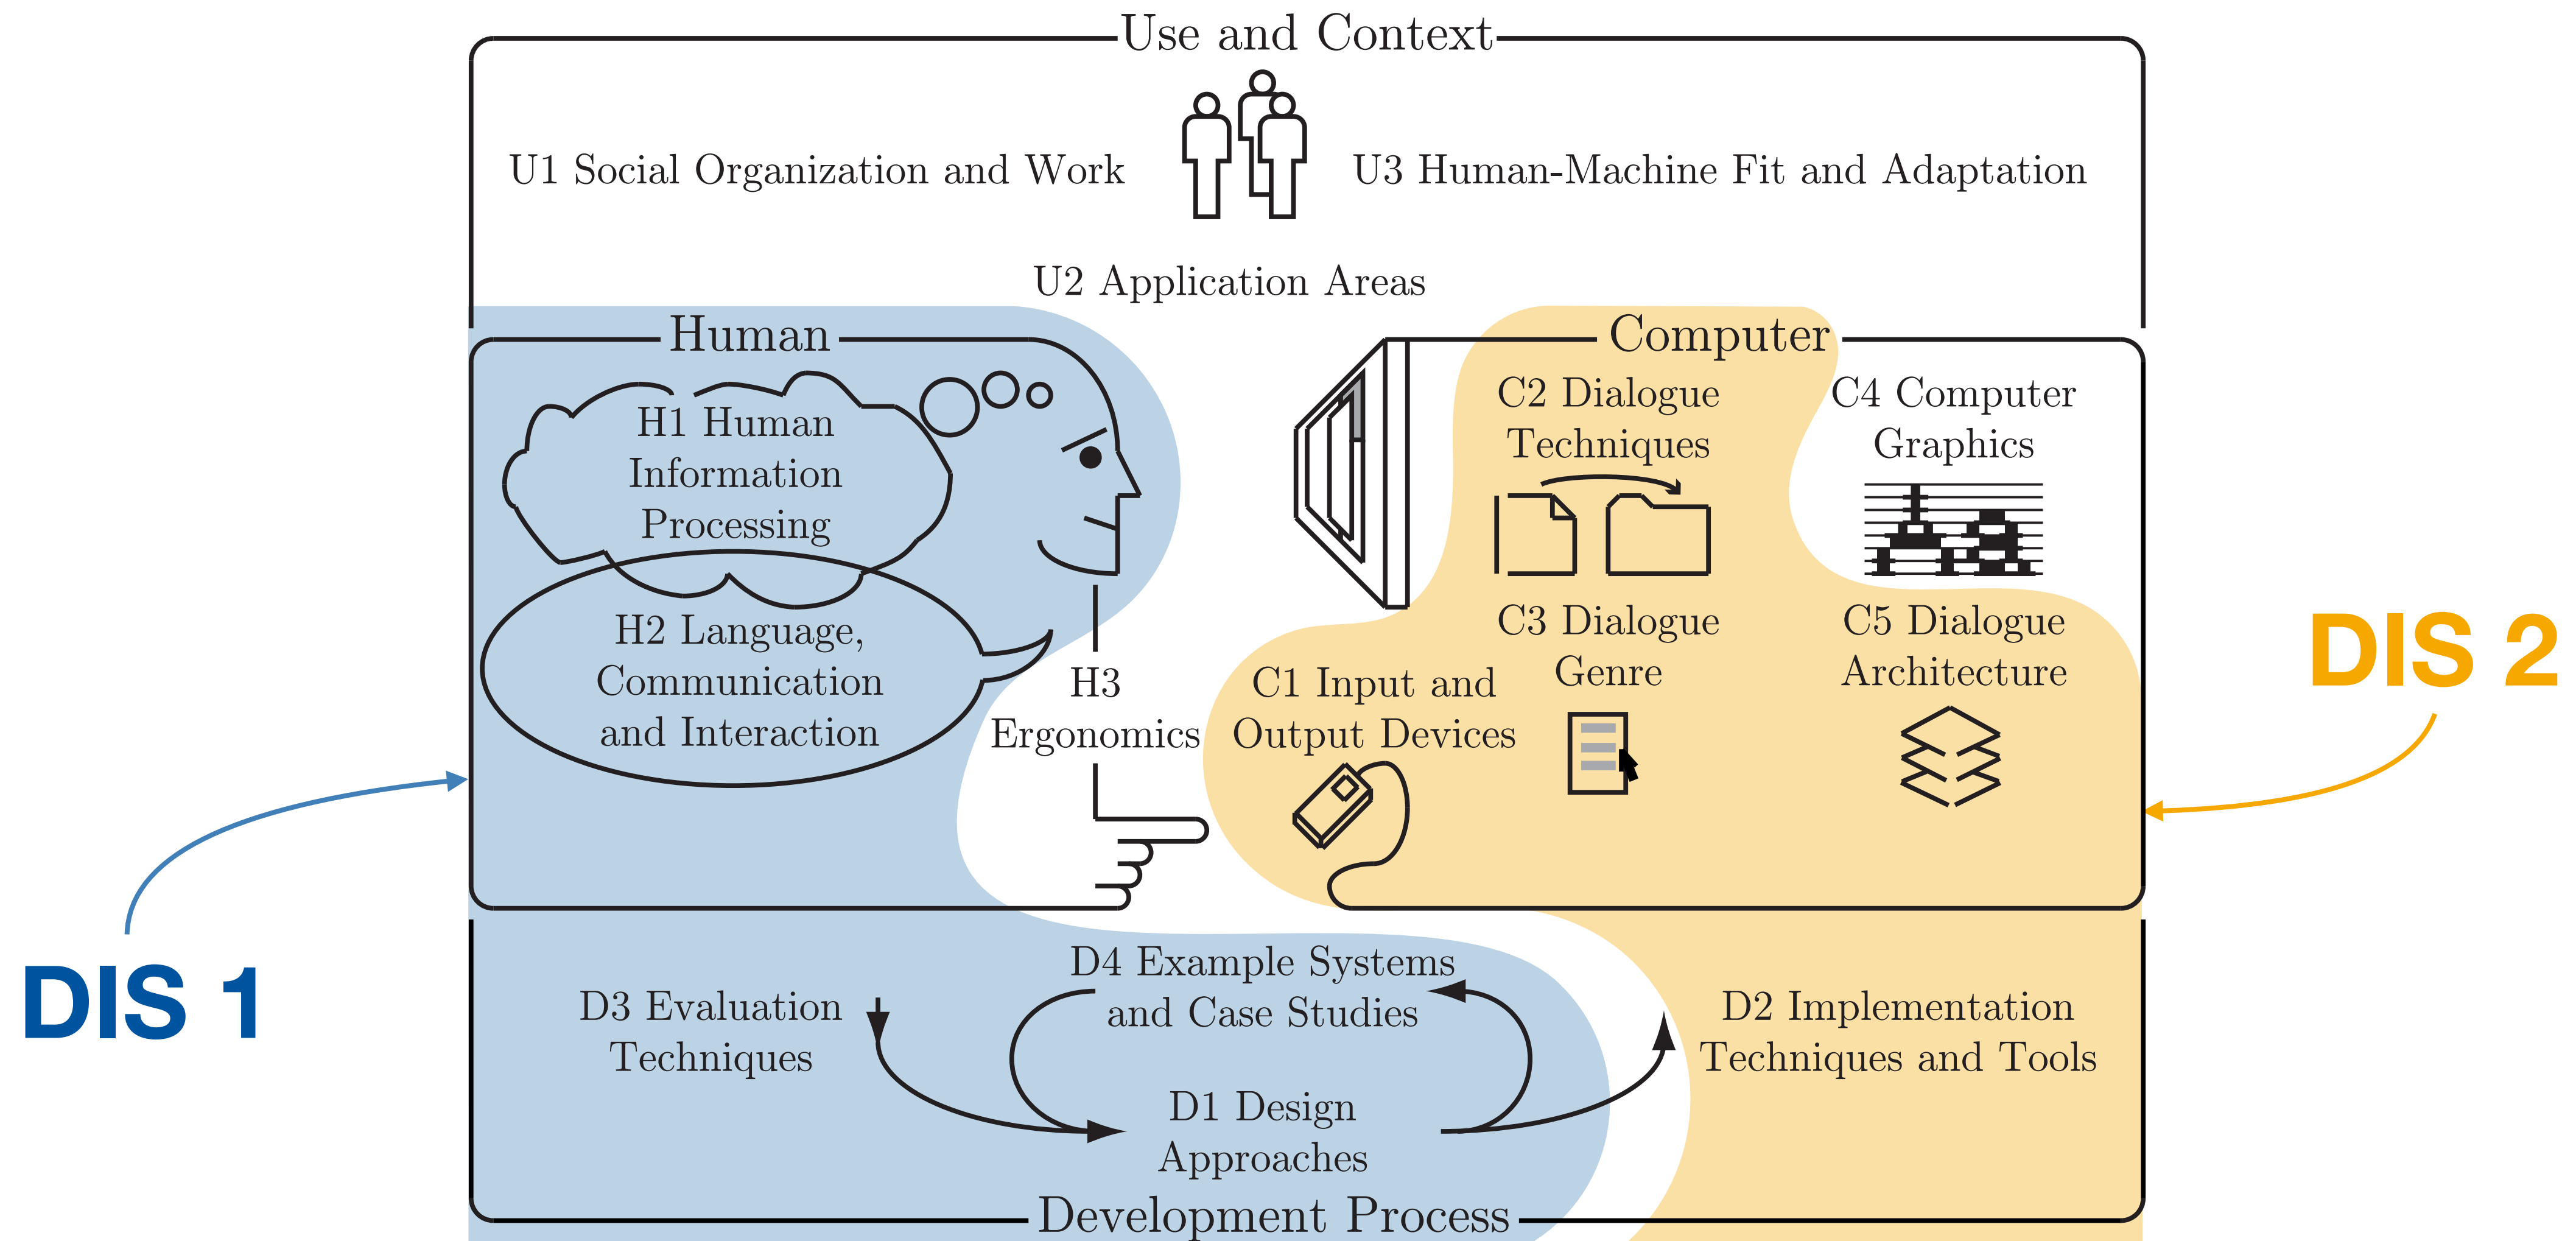 Use and Context
U1 Social Organization and Work
U3 Human-Machine Fit and Adaptation
U2 Application Areas
Human
H1 Human
Information
Processing
H2 Language,
Communication
and Interaction
H3
Ergonomics
Computer
C2 Dialogue
Techniques
C4 Computer
Graphics
C3 Dialogue
Genre
C5 Dialogue
Architecture
C1 Input and
Output Devices
DIS 1
DIS 2
D3 Evaluation
Techniques
D4 Example Systems
and Case Studies
D2 Implementation
Techniques and Tools
D1 Design
Approaches
Development Process